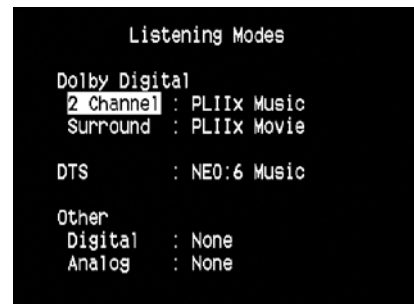 Listening Modes
Dolby Digital
2 Channel : PLIIx Music
Surround : PLIIx Movie
DTS : NEO:6 Music
Other
Digital : None
Analog : None